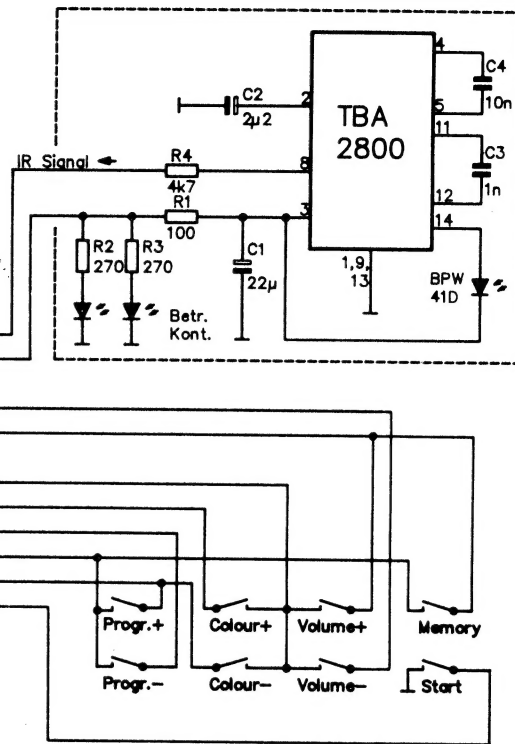 4
C4
10n
5
C2
2µ2
2
TBA
2800
11
C3
1n
12
IR Signal
R4
4k7
8
R1
100
3
14
R2
270
R3
270
C1
22µ
1,9,
13
BPW
41D
Betr.
Kont.
Progr.+
Colour+
Volume+
Memory
Progr.-
Colour-
Volume-
Start